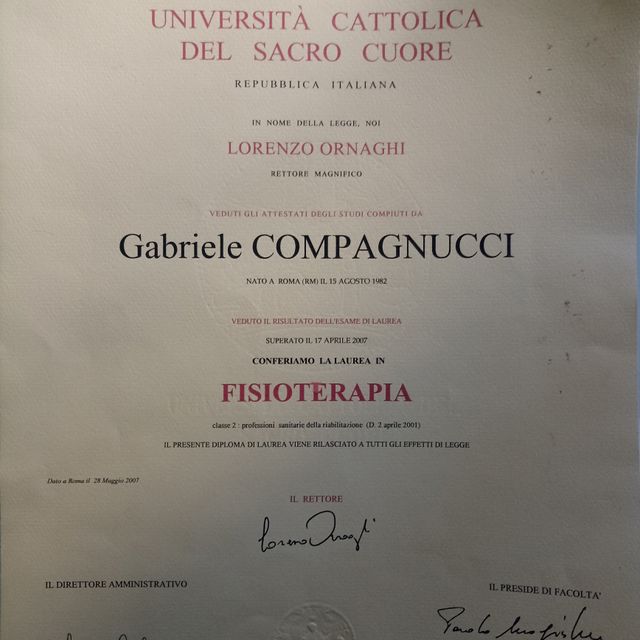 UNIVERSITÀ CATTOLICA
DEL SACRO CUORE
REPUBBLICA ITALIANA
IN NOME DELLA LEGGE, NOI
LORENZO ORNAGHI
RETTORE MAGNIFICO
VEDUTI GLI ATTESTATI DEGLI STUDI COMPIUTI DA
Gabriele COMPAGNUCCI
NATO A ROMA (RM) IL 15 AGOSTO 1982
VEDUTO IL RISULTATO DELL'ESAME DI LAUREA
SUPERATO IL 17 APRILE 2007
CONFERIAMO LA LAUREA IN
FISIOTERAPIA
classe 2 : professioni sanitarie della riabilitazione (D. 2 aprile 2001)
IL PRESENTE DIPLOMA DI LAUREA VIENE RILASCIATO A TUTTI GLI EFFETTI DI LEGGE
Dato a Roma il 28 Maggio 2007
IL RETTORE
Lorenzo Ornaghi
IL DIRETTORE AMMINISTRATIVO
IL PRESIDE DI FACOLTA'
Paolo